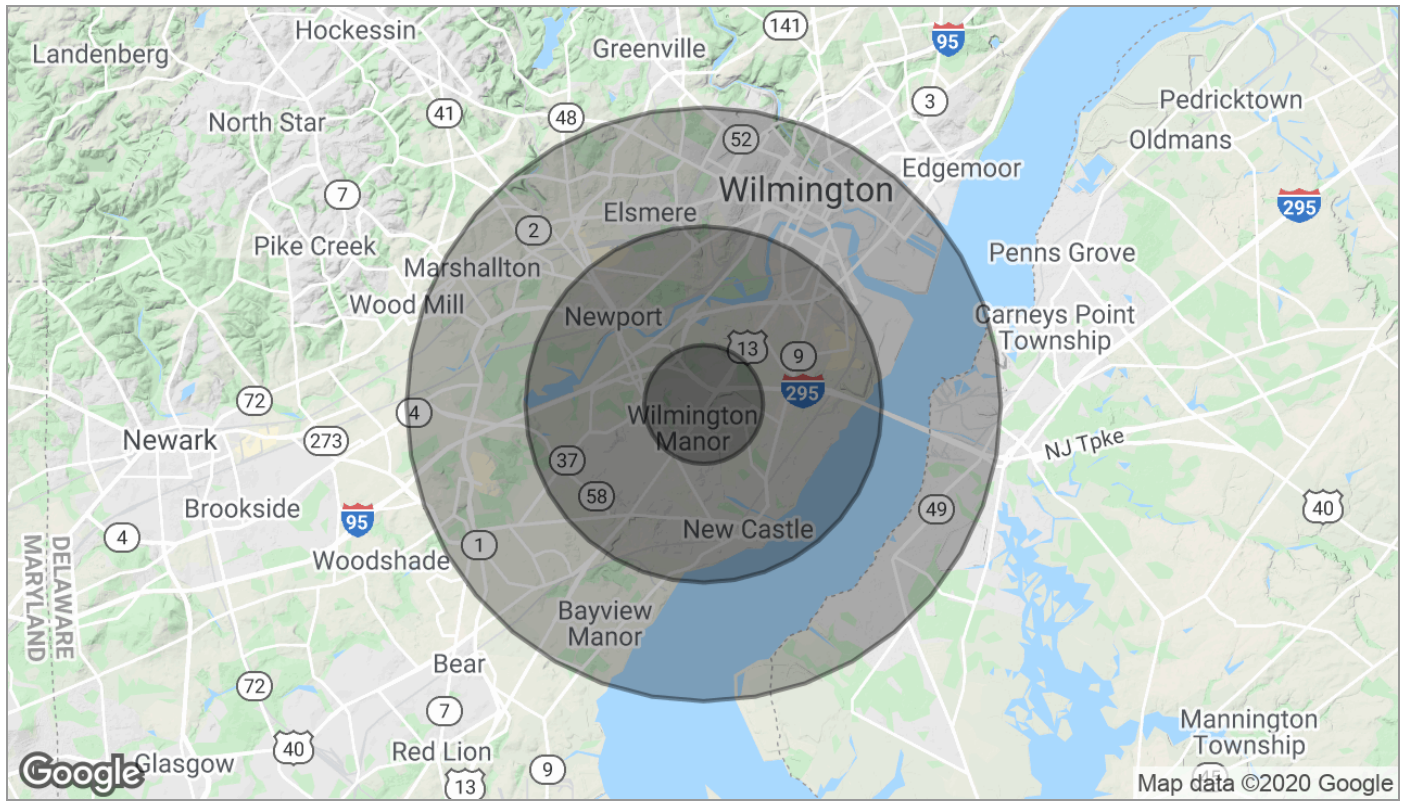 Hockessin
141
Landenberg
Greenville
95
41
48
3
Pedricktown
North Star
52
Oldmans
Edgemoor
7
Wilmington
295
Elsmere
2
Pike Creek
Penns Grove
Marshallton
Wood Mill
Newport
Carneys Point
Township
13
9
295
72
4
Wilmington
Manor
Newark
273
NJ Tpke
37
58
49
40
Brookside
95
New Castle
4
1
DELAWARE
MARYLAND
Woodshade
Bayview
Manor
Bear
72
7
Mannington
Township
40
Red Lion
Google
Glasgow
9
13
45
Map data ©2020 Google